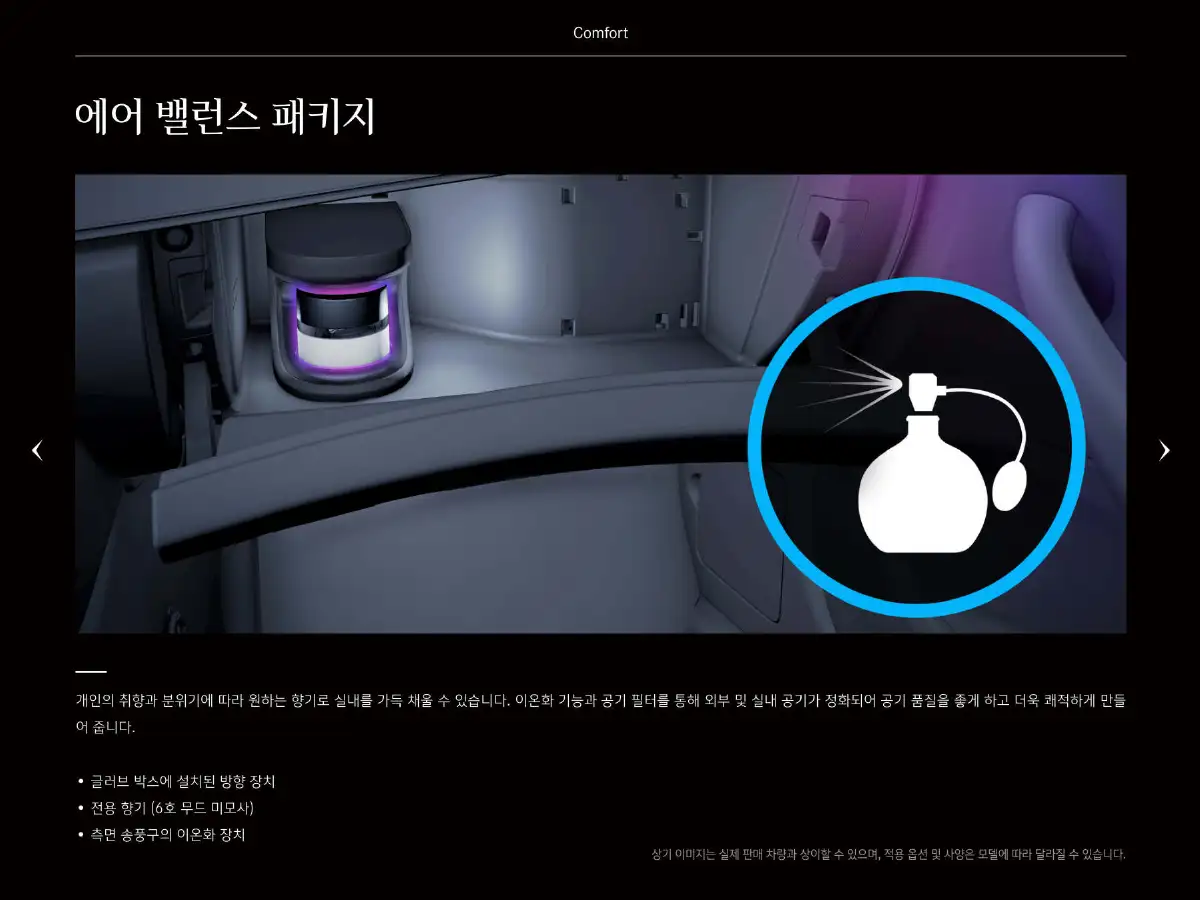 Comfort
에어 밸런스 패키지
개인의 취향과 분위기에 따라 원하는 향기로 실내를 가득 채울 수 있습니다. 이온화 기능과 공기 필터를 통해 외부 및 실내 공기가 정화되어 공기 품질을 좋게 하고 더욱 쾌적하게 만들
어 줍니다.
• 글러브 박스에 설치된 방향 장치
• 전용 향기 (6호 무드 미모사)
• 측면 송풍구의 이온화 장치
상기 이미지는 실제 판매 차량과 상이할 수 있으며, 적용 옵션 및 사양은 모델에 따라 달라질 수 있습니다.